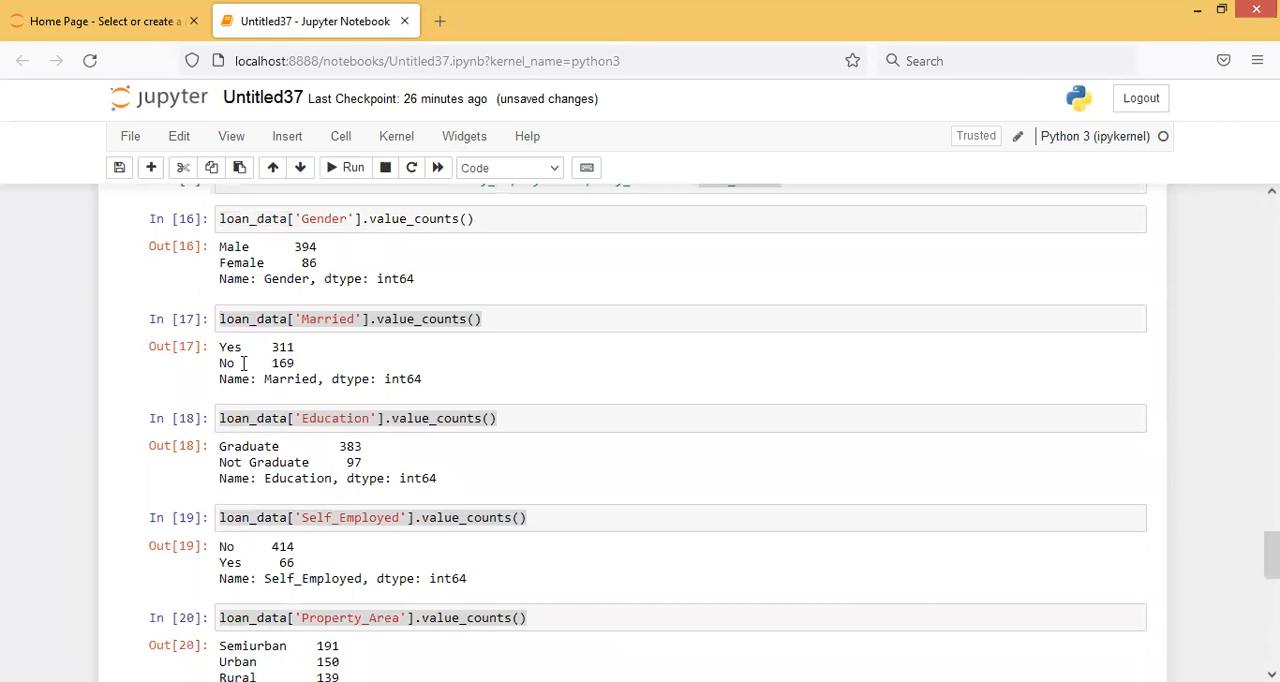 Home Page - Select or create a
Untitled37 - Jupyter Notebook
localhost:8888/notebooks/Untitled37.ipynb?kernel_name=python3
Search
jupyter Untitled37 Last Checkpoint: 26 minutes ago (unsaved changes)
Logout
File Edit View Insert Cell Kernel Widgets Help
Trusted Python 3 (ipykernel)
Run Code
In [16]: loan_data['Gender'].value_counts()
Out[16]: Male 394
Female 86
Name: Gender, dtype: int64
In [17]: loan_data['Married'].value_counts()
Out[17]: Yes 311
No 169
Name: Married, dtype: int64
In [18]: loan_data['Education'].value_counts()
Out[18]: Graduate 383
Not Graduate 97
Name: Education, dtype: int64
In [19]: loan_data['Self_Employed'].value_counts()
Out[19]: No 414
Yes 66
Name: Self_Employed, dtype: int64
In [20]: loan_data['Property_Area'].value_counts()
Out[20]: Semiurban 191
Urban 150
Rural 139